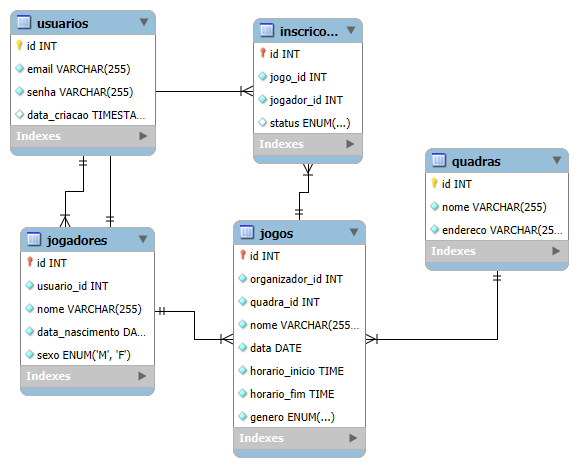 usuarios
id INT
email VARCHAR(255)
senha VARCHAR(255)
data_criacao TIMESTA...
Indexes
inscrico...
id INT
jogo_id INT
jogador_id INT
status ENUM(...)
Indexes
quadras
id INT
nome VARCHAR(255)
endereco VARCHAR(25...
Indexes
jogadores
id INT
usuario_id INT
nome VARCHAR(255)
data_nascimento DA...
sexo ENUM('M', 'F')
Indexes
jogos
id INT
organizador_id INT
quadra_id INT
nome VARCHAR(255...
data DATE
horario_inicio TIME
horario_fim TIME
genero ENUM(...)
Indexes